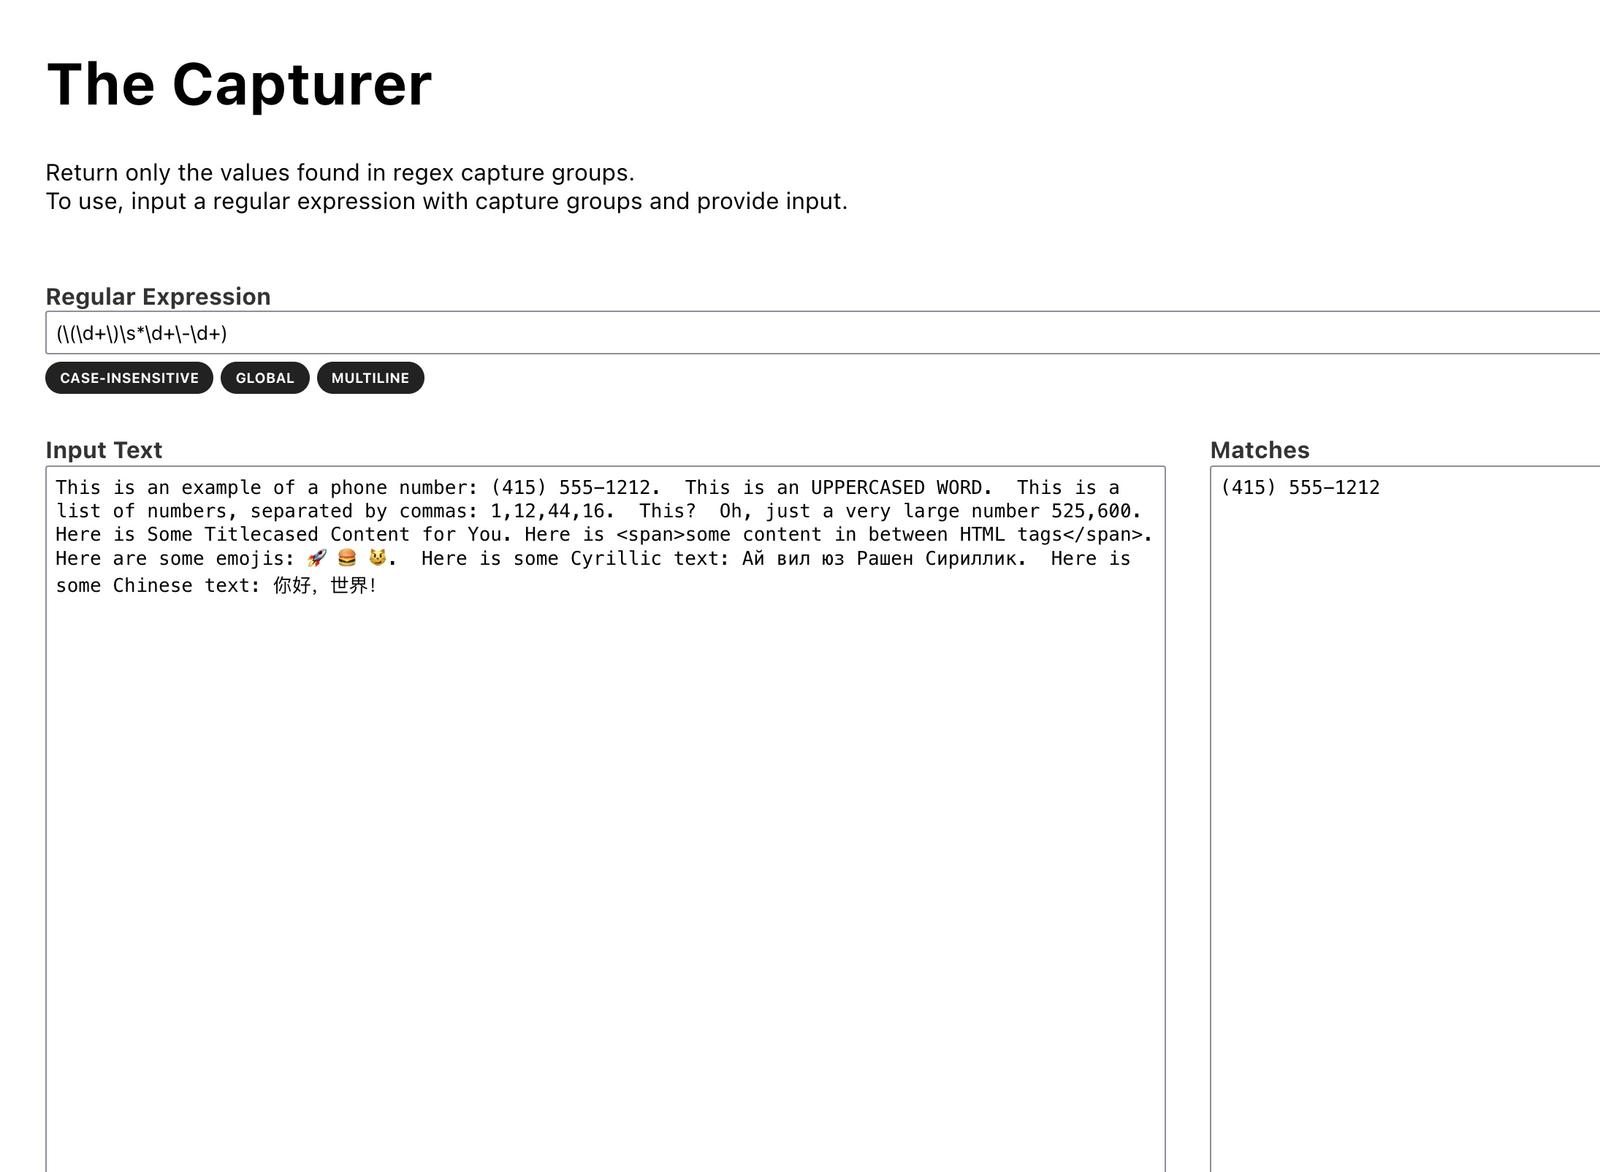 The Capturer
Return only the values found in regex capture groups.
To use, input a regular expression with capture groups and provide input.
Regular Expression
(\(\d+\)\s*\d+\-\d+)
CASE-INSENSITIVE GLOBAL MULTILINE
Input Text
This is an example of a phone number: (415) 555-1212.  This is an UPPERCASED WORD.  This is a
list of numbers, separated by commas: 1,12,44,16.  This?  Oh, just a very large number 525,600.
Here is Some Titlecased Content for You. Here is <span>some content in between HTML tags</span>.
Here are some emojis: 🚀 🍔 😼.  Here is some Cyrillic text: Ай вил юз Рашен Сириллик.  Here is
some Chinese text: 你好，世界！
Matches
(415) 555-1212